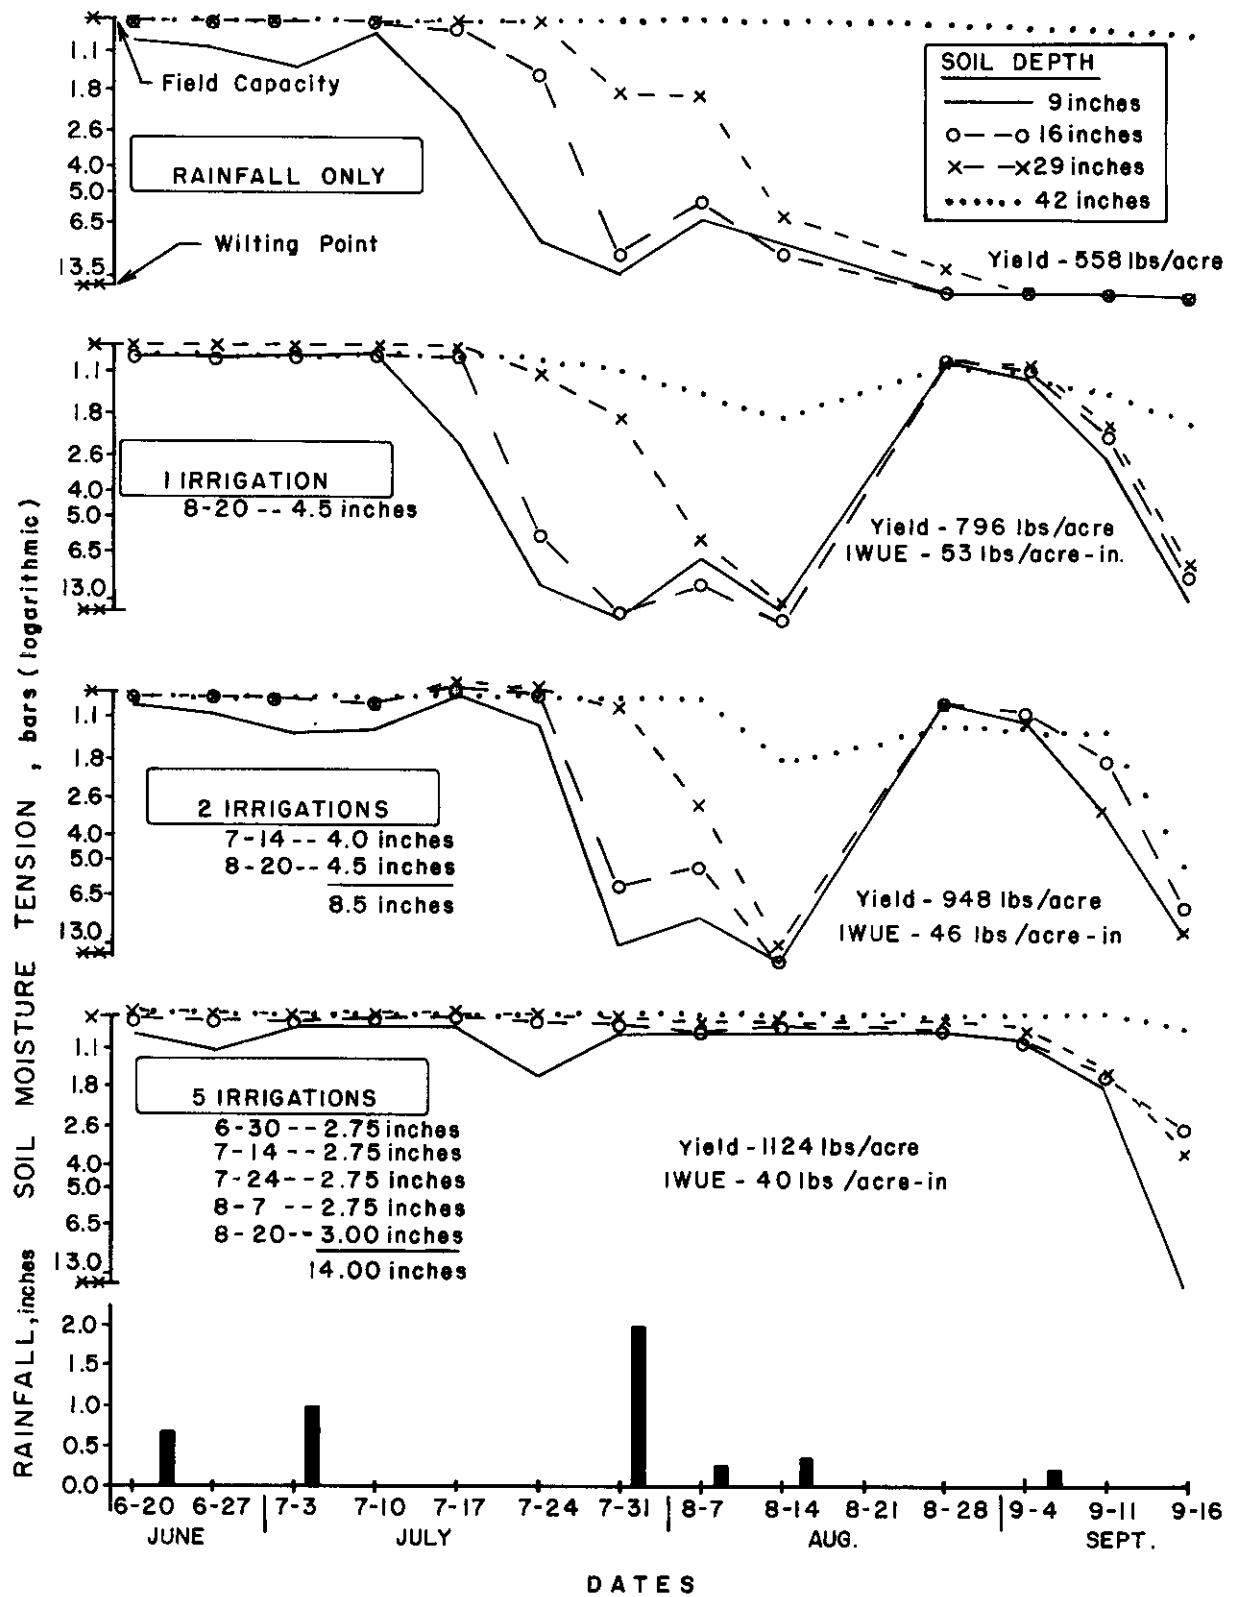 1.1
1.8
2.6
4.0
5.0
6.5
13.5
Field Capacity
RAINFALL ONLY
Wilting Point
SOIL DEPTH
9 inches
16 inches
29 inches
42 inches
Yield - 558 lbs/acre
1.1
1.8
2.6
4.0
5.0
6.5
13.0
1 IRRIGATION
8-20 -- 4.5 inches
Yield - 796 lbs/acre
IWUE - 53 lbs/acre-in.
1.1
1.8
2.6
4.0
5.0
6.5
13.0
2 IRRIGATIONS
7-14 -- 4.0 inches
8-20 -- 4.5 inches
8.5 inches
Yield - 948 lbs/acre
IWUE - 46 lbs/acre-in
1.1
1.8
2.6
4.0
5.0
6.5
13.0
5 IRRIGATIONS
6-30 -- 2.75 inches
7-14 -- 2.75 inches
7-24 -- 2.75 inches
8-7 -- 2.75 inches
8-20 -- 3.00 inches
14.00 inches
Yield - 1124 lbs/acre
IWUE - 40 lbs/acre-in
SOIL MOISTURE TENSION, bars (logarithmic)
RAINFALL, inches
2.0
1.5
1.0
0.5
0.0
6-20 6-27 7-3 7-10 7-17 7-24 7-31 8-7 8-14 8-21 8-28 9-4 9-11 9-16
JUNE JULY AUG. SEPT.
DATES